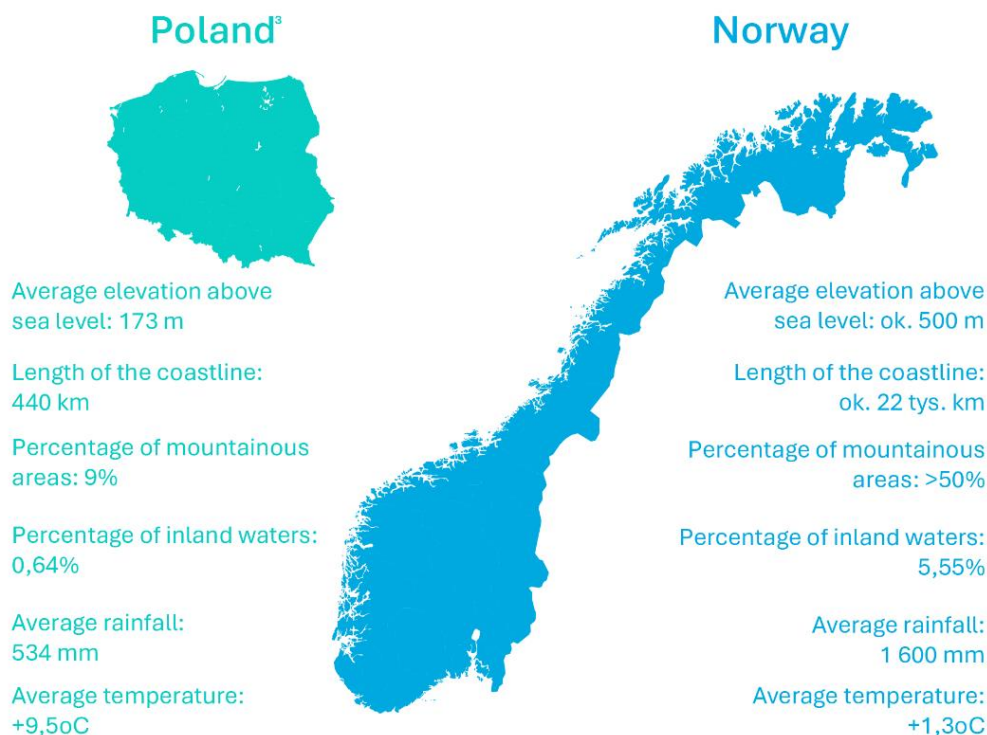 Poland³
Average elevation above
sea level: 173 m
Length of the coastline:
440 km
Percentage of mountainous
areas: 9%
Percentage of inland waters:
0,64%
Average rainfall:
534 mm
Average temperature:
+9,5oC
Norway
Average elevation above
sea level: ok. 500 m
Length of the coastline:
ok. 22 tys. km
Percentage of mountainous
areas: >50%
Percentage of inland waters:
5,55%
Average rainfall:
1 600 mm
Average temperature:
+1,3oC